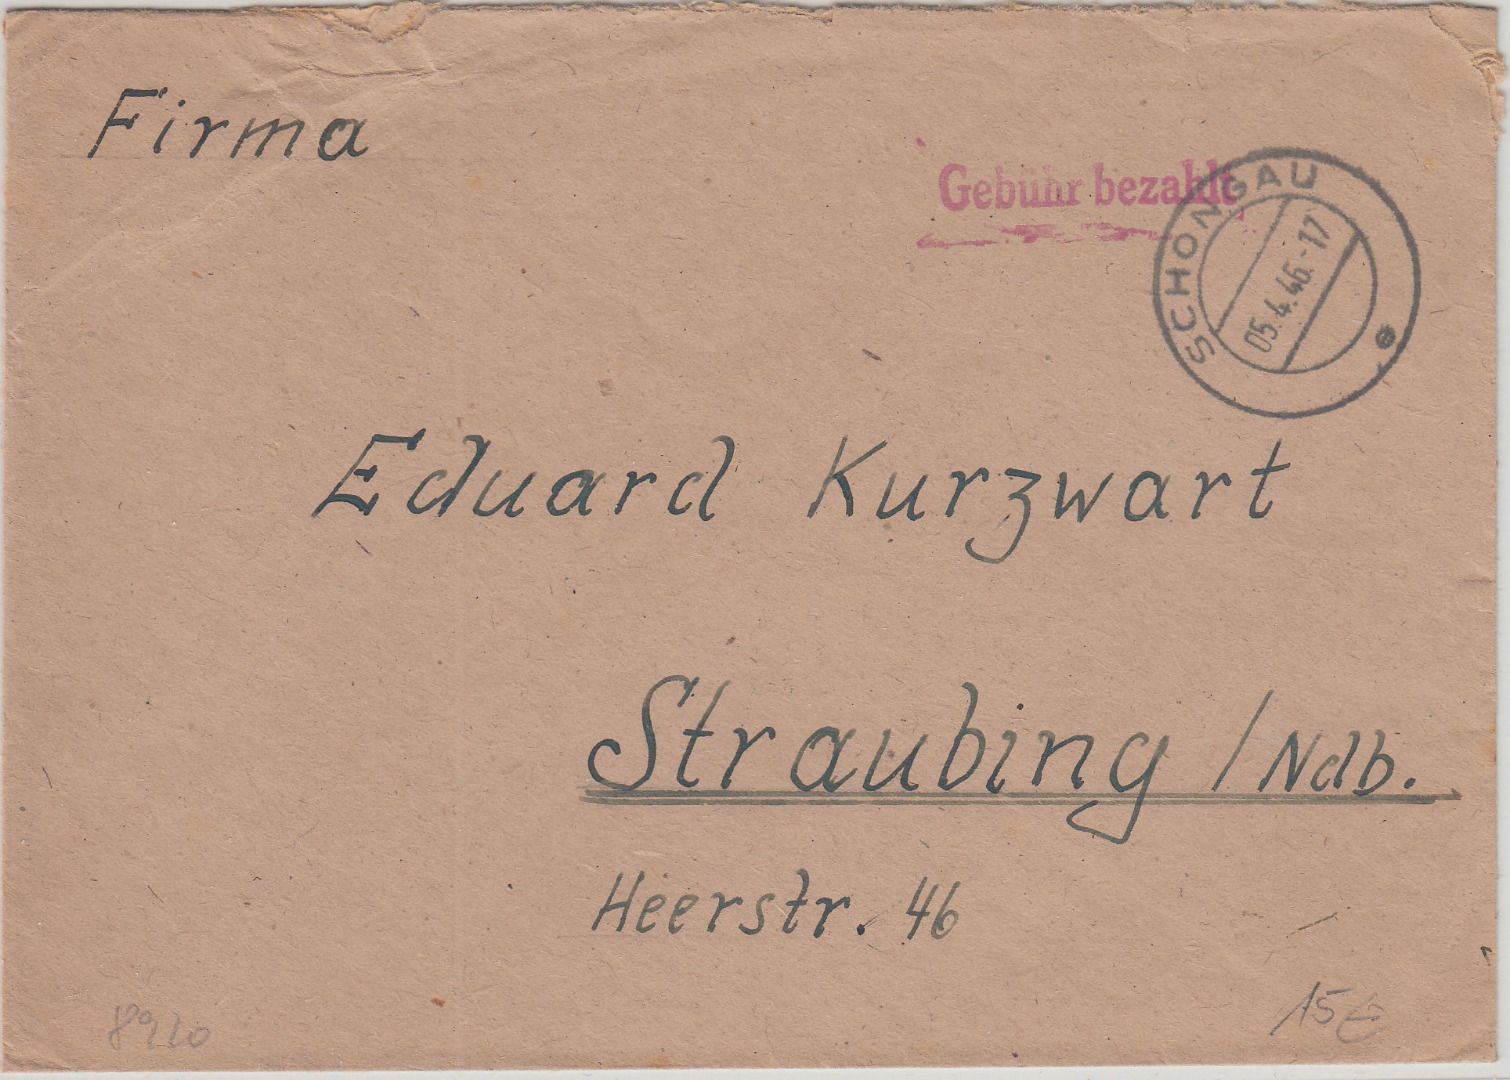 Firma
Gebühr bezahlt
SCHONGAU
05.4.46.-17
Eduard Kurzwart
Straubing / Ndb.
Heerstr. 46
8920
15€